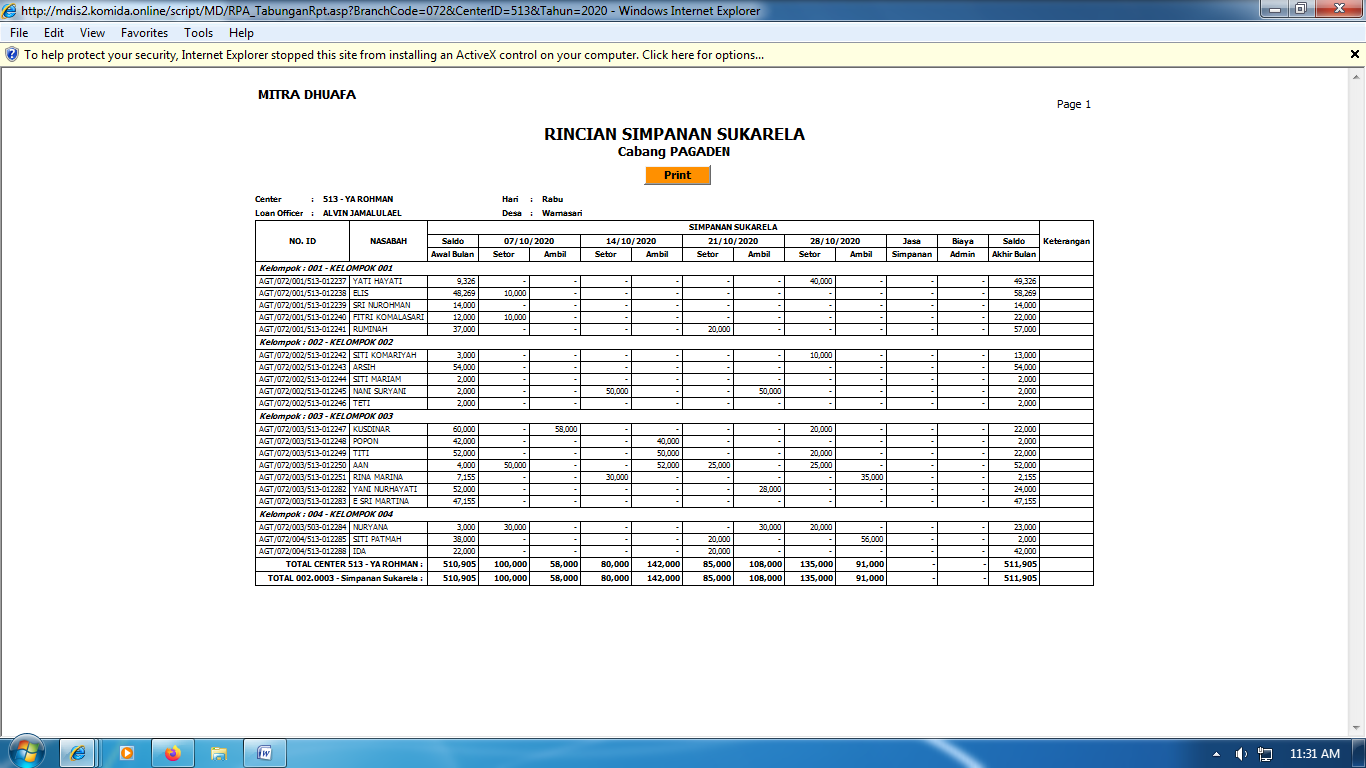 http://mdis2.komida.online/script/MD/RPA_TabunganRpt.asp?BranchCode=072&CenterID=513&Tahun=2020 - Windows Internet Explorer
File Edit View Favorites Tools Help
To help protect your security, Internet Explorer stopped this site from installing an ActiveX control on your computer. Click here for options...
MITRA DHUAFA
Page 1
RINCIAN SIMPANAN SUKARELA
Cabang PAGADEN
Print
Center : 513 - YA ROHMAN Hari : Rabu
Loan Officer : ALVIN JAMALULAEL Desa : Warnasari
SIMPANAN SUKARELA
NO. ID NASABAH Saldo 07/10/2020 14/10/2020 21/10/2020 28/10/2020 Jasa Biaya Saldo Keterangan
Awal Bulan Setor Ambil Setor Ambil Setor Ambil Setor Ambil Simpanan Admin Akhir Bulan
Kelompok : 001 - KELOMPOK 001
AGT/072/001/513-012237 YATI HAYATI 9,326 - - - - - - 40,000 - - - 49,326
AGT/072/001/513-012238 ELIS 48,269 10,000 - - - - - - - - - 58,269
AGT/072/001/513-012239 SRI NUROHMAN 14,000 - - - - - - - - - - 14,000
AGT/072/001/513-012240 FITRI KOMALASARI 12,000 10,000 - - - - - - - - - 22,000
AGT/072/001/513-012241 RUMINAH 37,000 - - - - 20,000 - - - - - 57,000
Kelompok : 002 - KELOMPOK 002
AGT/072/002/513-012242 SITI KOMARIYAH 3,000 - - - - - - 10,000 - - - 13,000
AGT/072/002/513-012243 ARSIH 54,000 - - - - - - - - - - 54,000
AGT/072/002/513-012244 SITI MARIAM 2,000 - - - - - - - - - - 2,000
AGT/072/002/513-012245 NANI SURYANI 2,000 - - 50,000 - - 50,000 - - - - 2,000
AGT/072/002/513-012246 TETI 2,000 - - - - - - - - - - 2,000
Kelompok : 003 - KELOMPOK 003
AGT/072/003/513-012247 KUSDINAR 60,000 - 58,000 - - - - 20,000 - - - 22,000
AGT/072/003/513-012248 POPON 42,000 - - - 40,000 - - - - - - 2,000
AGT/072/003/513-012249 TITI 52,000 - - - 50,000 - - 20,000 - - - 22,000
AGT/072/003/513-012250 AAN 4,000 50,000 - - 52,000 25,000 - 25,000 - - - 52,000
AGT/072/003/513-012251 RINA MARINA 7,155 - - 30,000 - - - - 35,000 - - 2,155
AGT/072/003/513-012282 YANI NURHAYATI 52,000 - - - - - 28,000 - - - - 24,000
AGT/072/003/513-012283 E SRI MARTINA 47,155 - - - - - - - - - - 47,155
Kelompok : 004 - KELOMPOK 004
AGT/072/003/503-012284 NURYANA 3,000 30,000 - - - - 30,000 20,000 - - - 23,000
AGT/072/004/513-012285 SITI PATMAH 38,000 - - - - 20,000 - - 56,000 - - 2,000
AGT/072/004/513-012288 IDA 22,000 - - - - 20,000 - - - - - 42,000
TOTAL CENTER 513 - YA ROHMAN : 510,905 100,000 58,000 80,000 142,000 85,000 108,000 135,000 91,000 - - 511,905
TOTAL 002.0003 - Simpanan Sukarela : 510,905 100,000 58,000 80,000 142,000 85,000 108,000 135,000 91,000 - - 511,905
11:31 AM